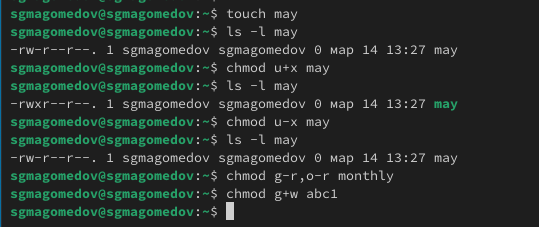 sgmagomedov@sgmagomedov:~$ touch may
sgmagomedov@sgmagomedov:~$ ls -l may
-rw-r--r--. 1 sgmagomedov sgmagomedov 0 мар 14 13:27 may
sgmagomedov@sgmagomedov:~$ chmod u+x may
sgmagomedov@sgmagomedov:~$ ls -l may
-rwxr--r--. 1 sgmagomedov sgmagomedov 0 мар 14 13:27 may
sgmagomedov@sgmagomedov:~$ chmod u-x may
sgmagomedov@sgmagomedov:~$ ls -l may
-rw-r--r--. 1 sgmagomedov sgmagomedov 0 мар 14 13:27 may
sgmagomedov@sgmagomedov:~$ chmod g-r,o-r monthly
sgmagomedov@sgmagomedov:~$ chmod g+w abc1
sgmagomedov@sgmagomedov:~$